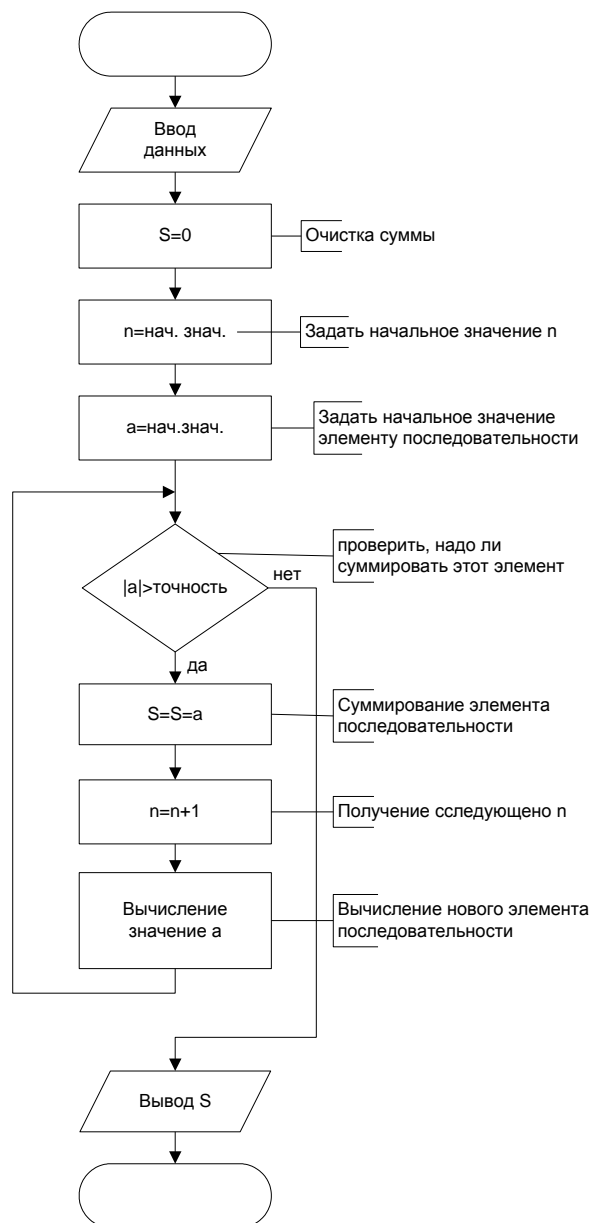 Ввод
данных
S=0
Очистка суммы
n=нач. знач.
Задать начальное значение n
a=нач.знач.
Задать начальное значение
элементу последовательности
проверить, надо ли
суммировать этот элемент
|a|>точность
нет
да
S=S=a
Суммирование элемента
последовательности
n=n+1
Получение сследующено n
Вычисление
значение a
Вычисление нового элемента
последовательности
Вывод S